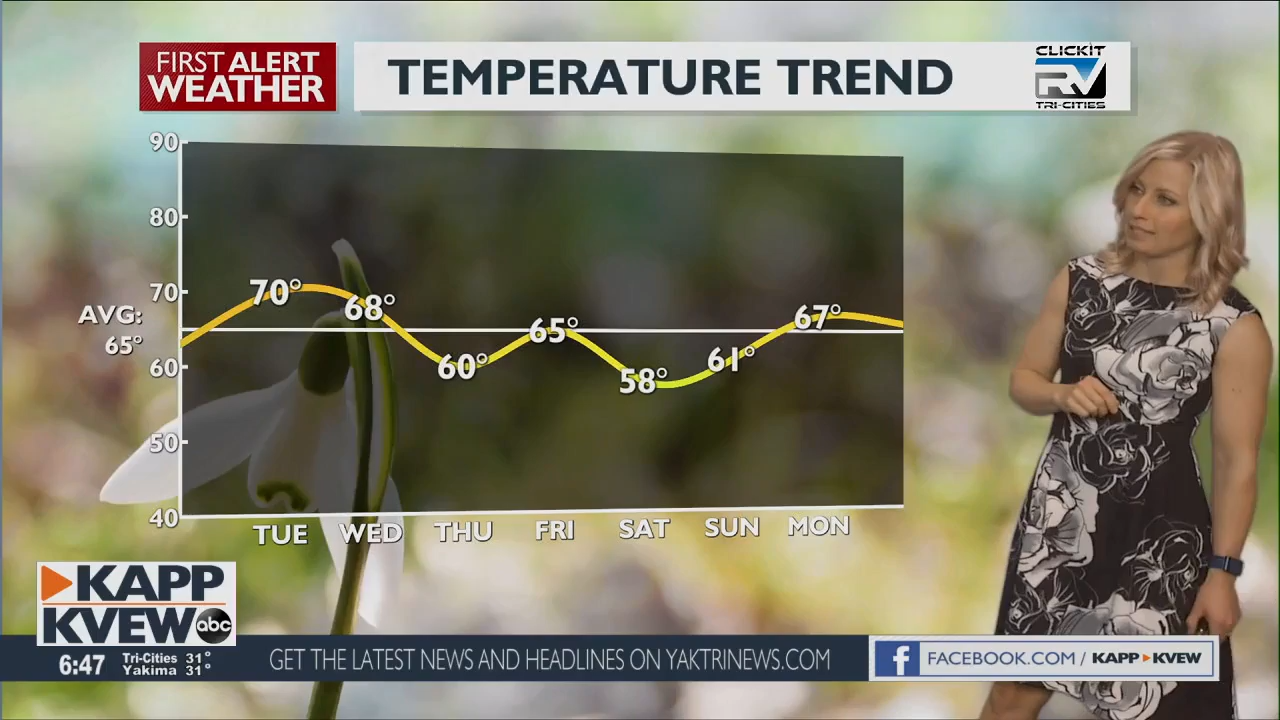 FIRST ALERT
WEATHER
TEMPERATURE TREND
CLICKIT
RV
TRI-CITIES
90
80
70
60
50
40
AVG:
65°
70°
68°
60°
65°
58°
61°
67°
TUE WED THU FRI SAT SUN MON
KAPP
KVEW abc
6:47
Tri-Cities 31°
Yakima 31°
GET THE LATEST NEWS AND HEADLINES ON YAKTRINEWS.COM
f FACEBOOK.COM / KAPP KVEW